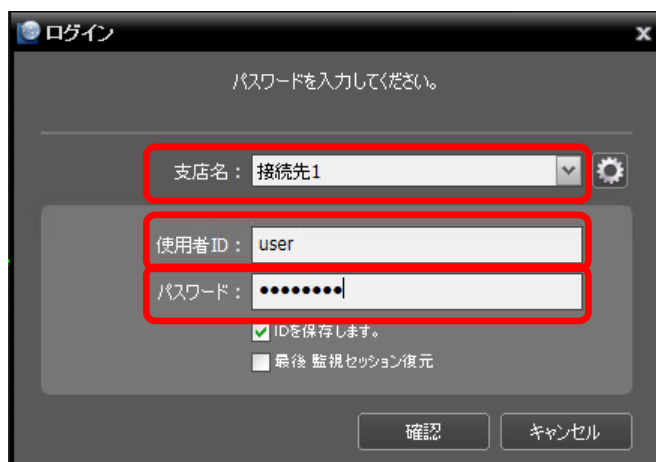 ログイン
パスワードを入力してください。
支店名： 接続先1
使用者ID： user
パスワード： ●●●●●●●●
IDを保存します。
最後 監視セッション復元
確認 キャンセル